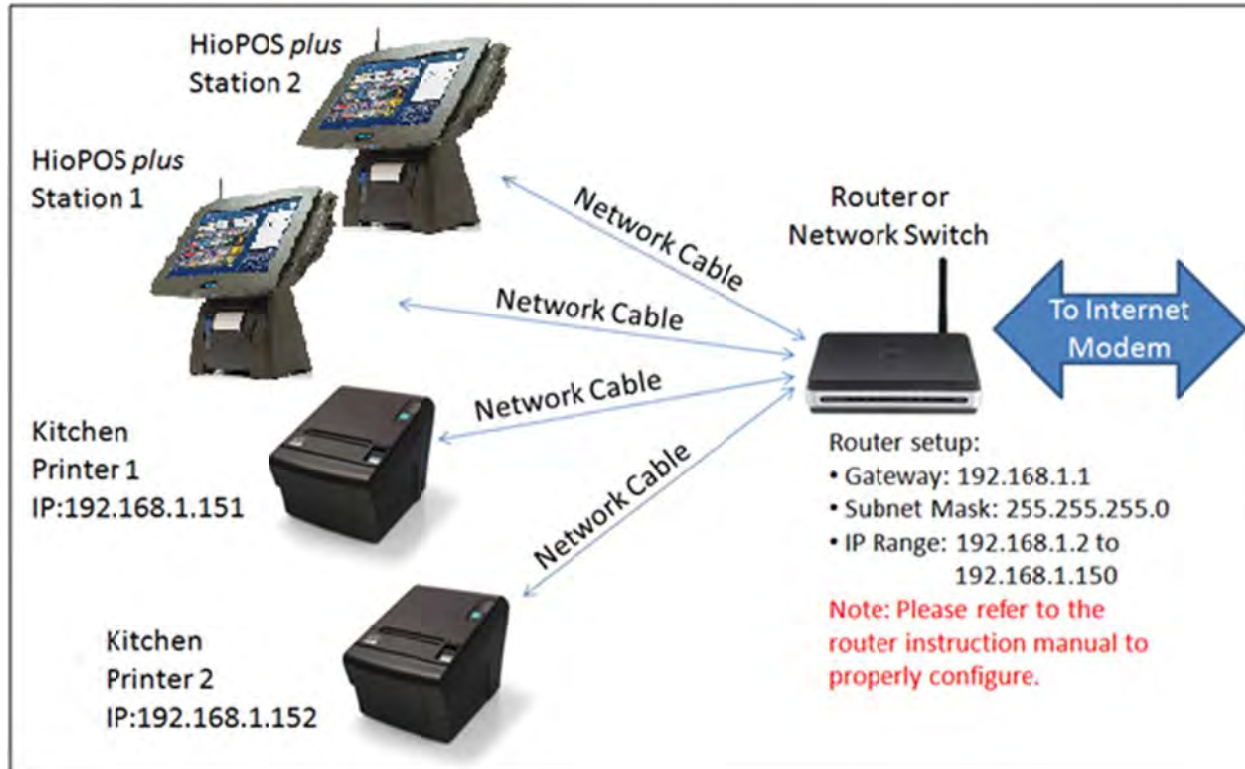 HioPOS plus
Station 2
HioPOS plus
Station 1
Network Cable
Network Cable
Network Cable
Network Cable
Router or
Network Switch
To Internet
Modem
Kitchen
Printer 1
IP:192.168.1.151
Kitchen
Printer 2
IP:192.168.1.152
Router setup:
• Gateway: 192.168.1.1
• Subnet Mask: 255.255.255.0
• IP Range: 192.168.1.2 to
192.168.1.150
Note: Please refer to the
router instruction manual to
properly configure.